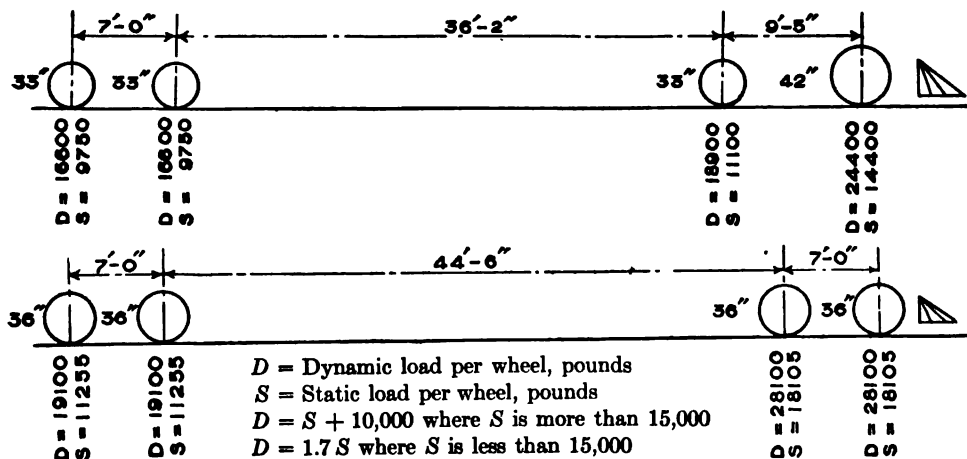 7'-0" 36'-2" 9'-5"
33" 33" 33" 42"
D = 16600
S = 9750
D = 16600
S = 9750
D = 18900
S = 11100
D = 24400
S = 14400
7'-0" 44'-6" 7'-0"
36" 36" 36" 36"
D = 19100
S = 11255
D = 19100
S = 11255
D = Dynamic load per wheel, pounds
S = Static load per wheel, pounds
D = S + 10,000 where S is more than 15,000
D = 1.7 S where S is less than 15,000
D = 28100
S = 18105
D = 28100
S = 18105